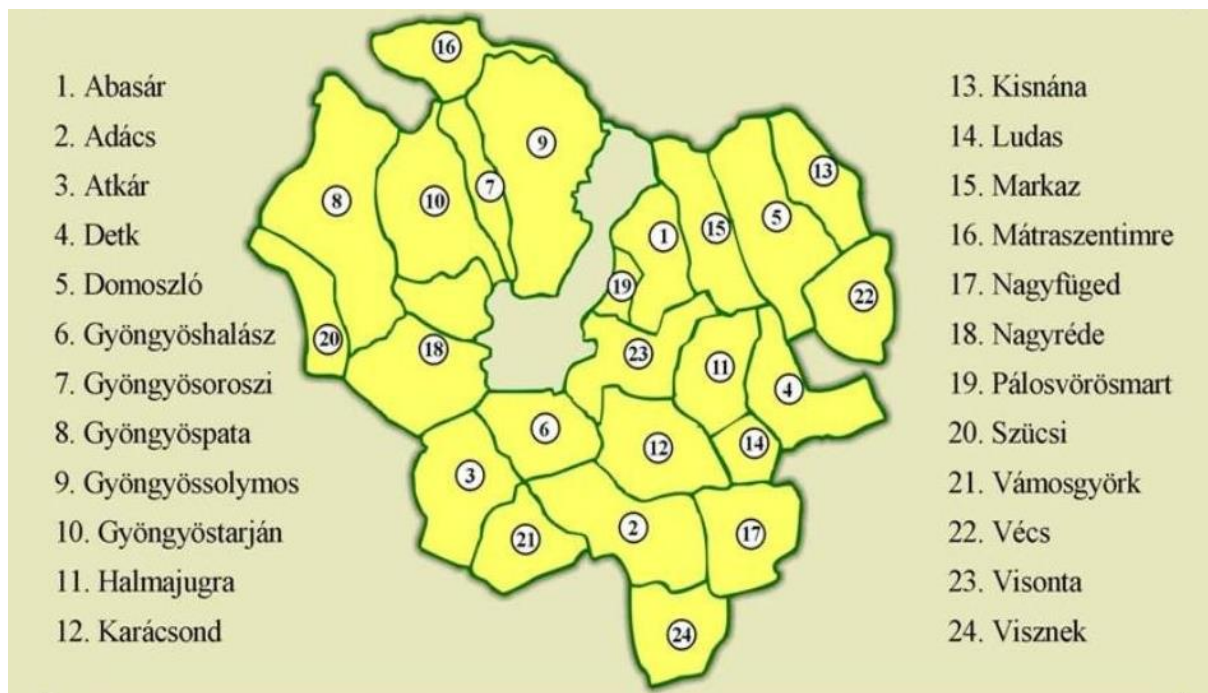 1. Abasár
2. Adács
3. Atkár
4. Detk
5. Domoszló
6. Gyöngyöshalász
7. Gyöngyösoroszi
8. Gyöngyöspata
9. Gyöngyössolymos
10. Gyöngyöstarján
11. Halmajugra
12. Karácsond
16
9
8
10
7
20
18
6
3
21
13
5
15
1
19
22
23
11
4
12
14
2
17
24
13. Kisnána
14. Ludas
15. Markaz
16. Mátraszentimre
17. Nagyfüged
18. Nagyréde
19. Pálosvörösmart
20. Szücsi
21. Vámosgyörk
22. Vécs
23. Visonta
24. Visznek